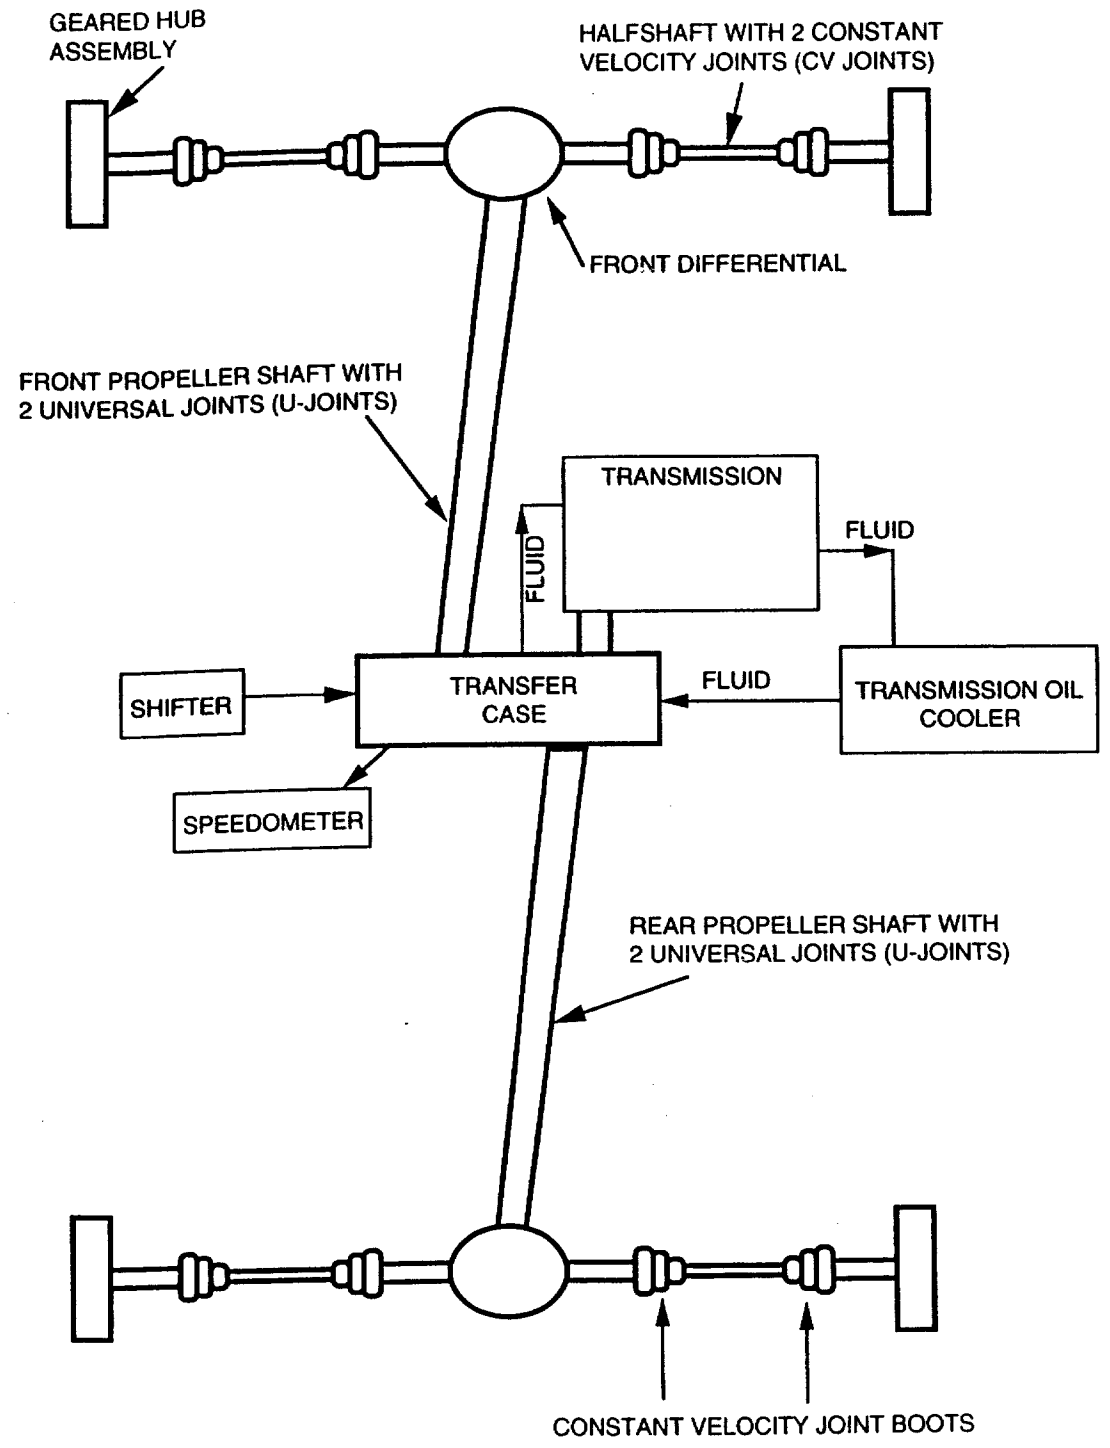 GEARED HUB
ASSEMBLY
HALFSHAFT WITH 2 CONSTANT
VELOCITY JOINTS (CV JOINTS)
FRONT DIFFERENTIAL
FRONT PROPELLER SHAFT WITH
2 UNIVERSAL JOINTS (U-JOINTS)
TRANSMISSION
FLUID
FLUID
TRANSFER
CASE
FLUID
TRANSMISSION OIL
COOLER
SHIFTER
SPEEDOMETER
REAR PROPELLER SHAFT WITH
2 UNIVERSAL JOINTS (U-JOINTS)
CONSTANT VELOCITY JOINT BOOTS